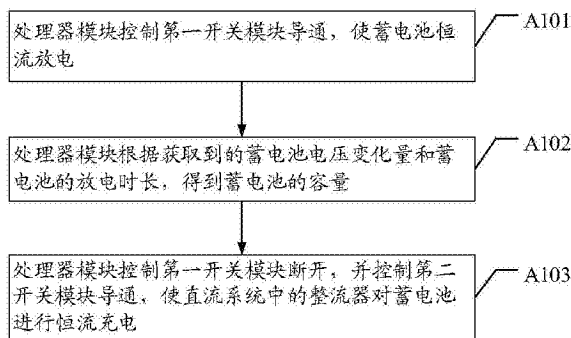 处理器模块控制第一开关模块导通，使蓄电池恒
流放电
A101
处理器模块根据获取到的蓄电池电压变化量和蓄
电池的放电时长，得到蓄电池的容量
A102
处理器模块控制第一开关模块断开，并控制第二
开关模块导通，使直流系统中的整流器对蓄电池
进行恒流充电
A103